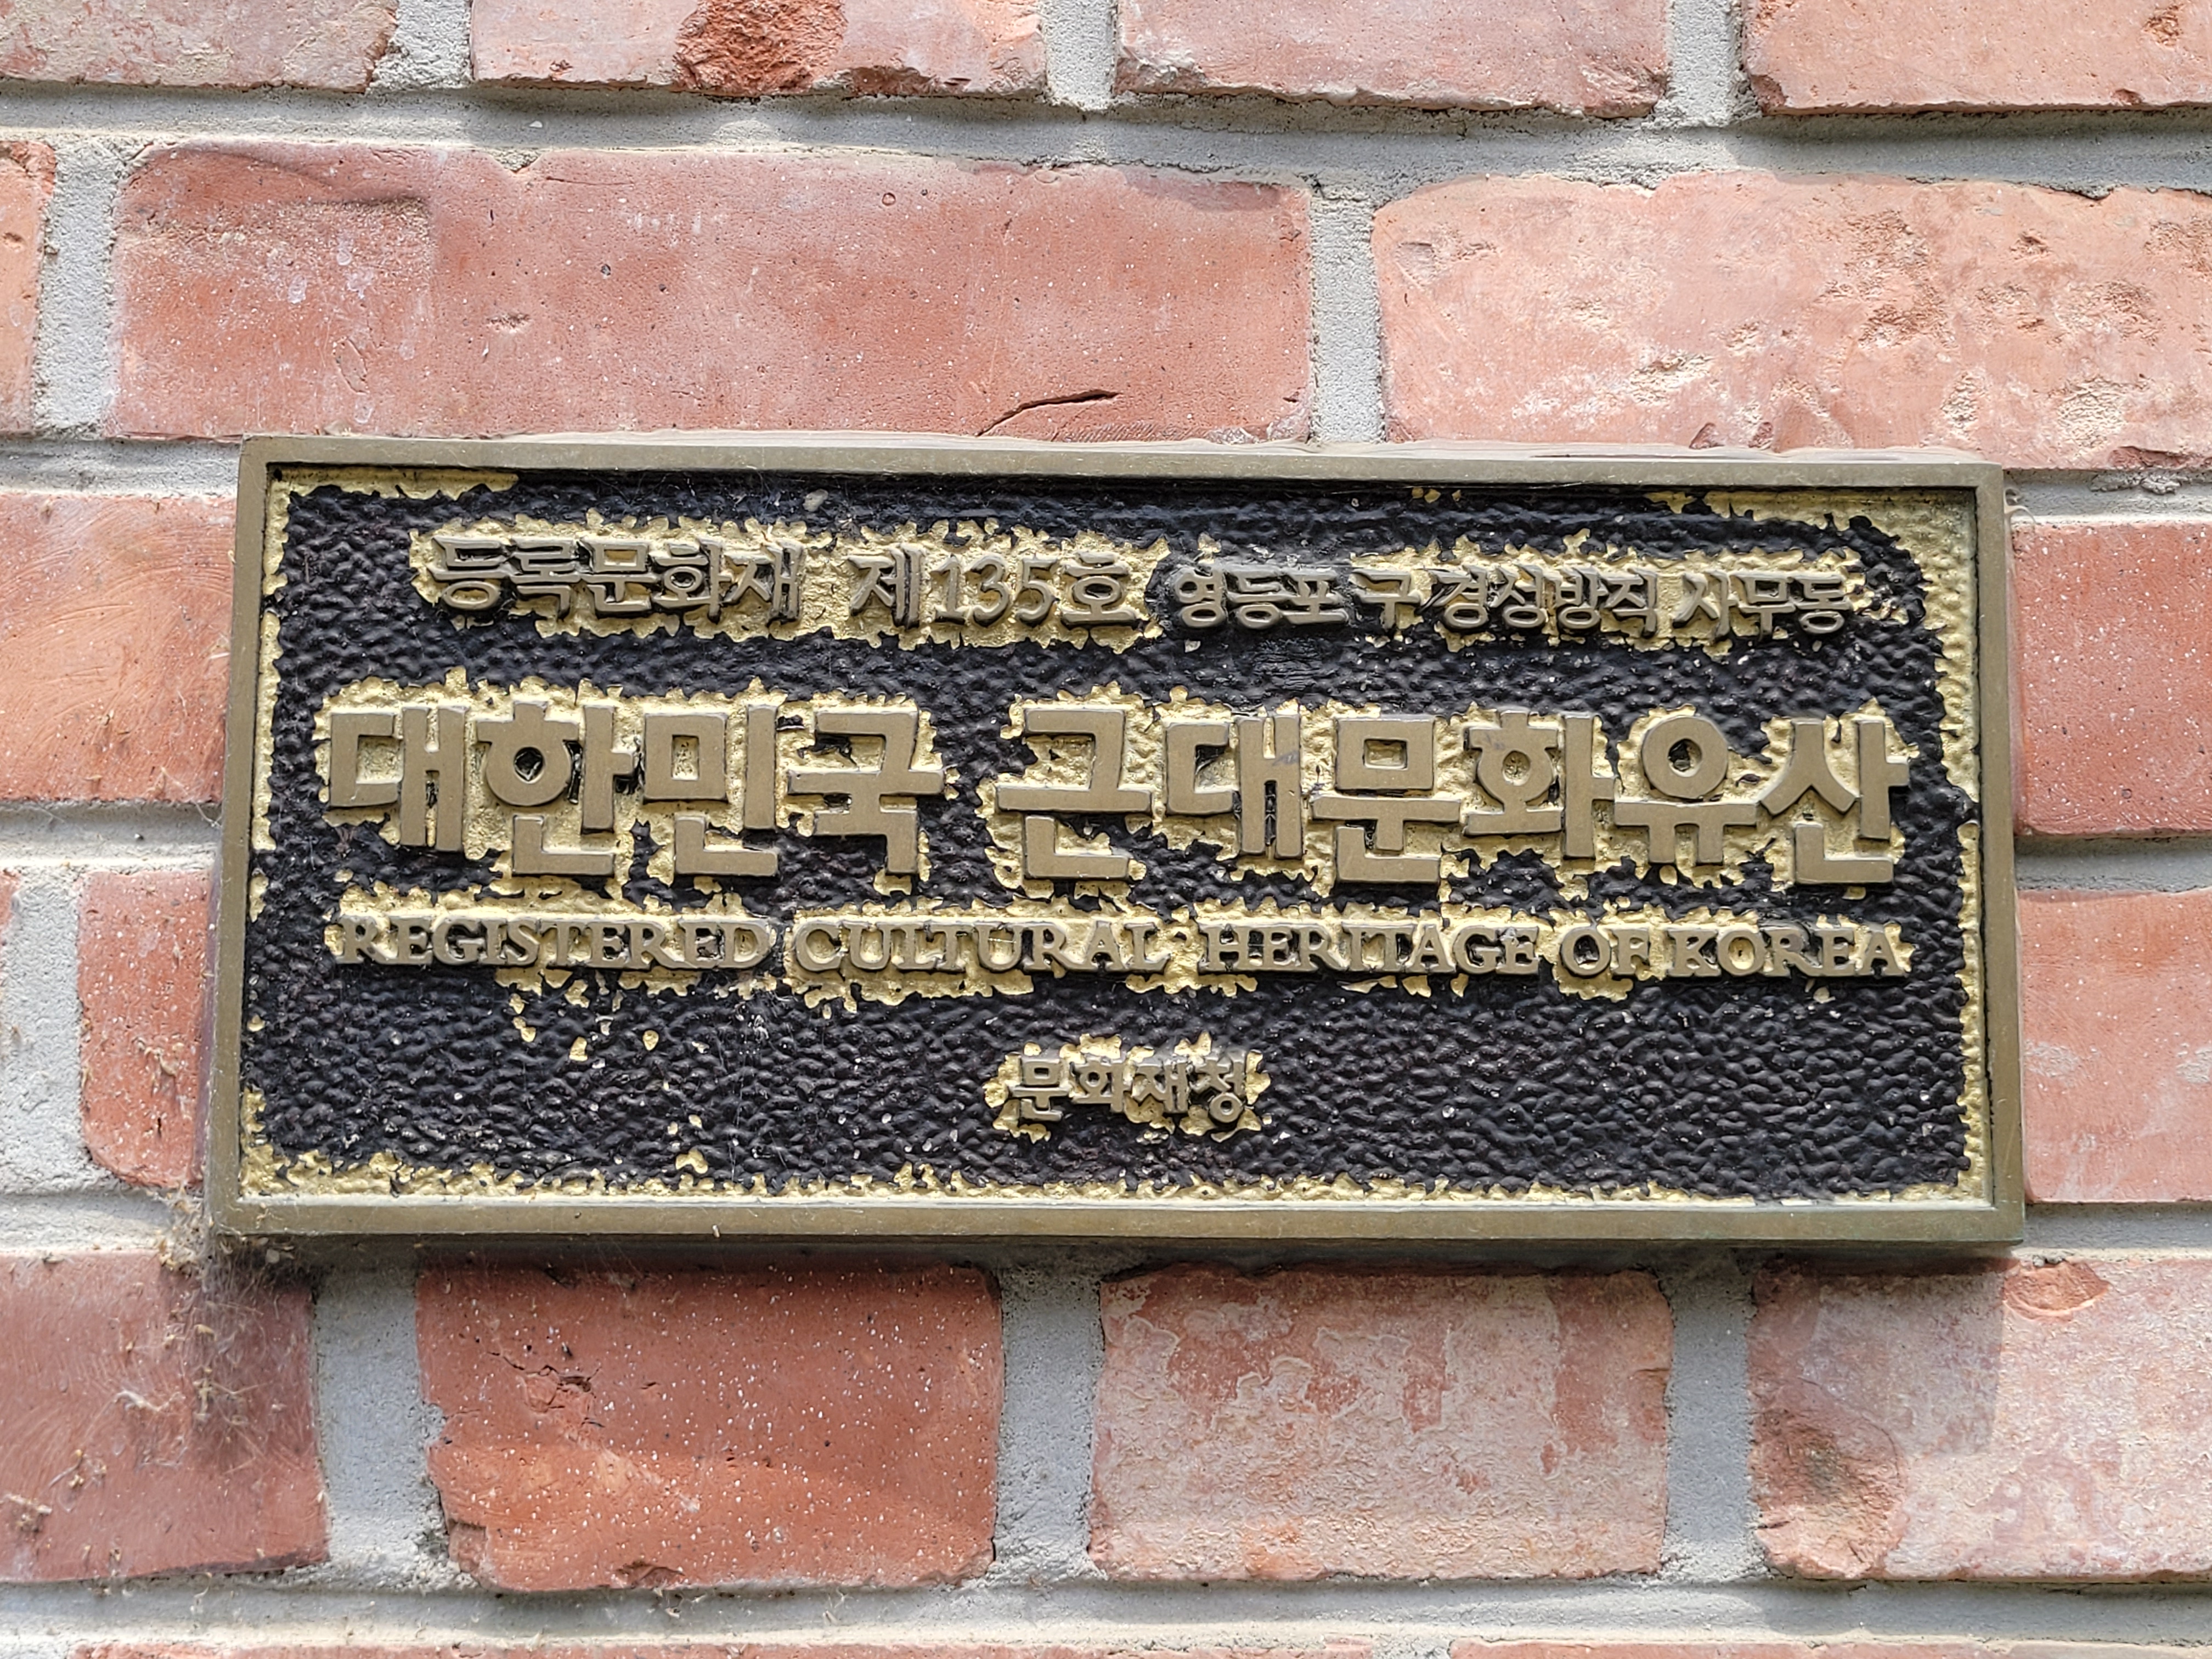 등록문화재 제135호 영등포 구 경성방직 사무동
대한민국 근대문화유산
REGISTERED CULTURAL HERITAGE OF KOREA
문화재청